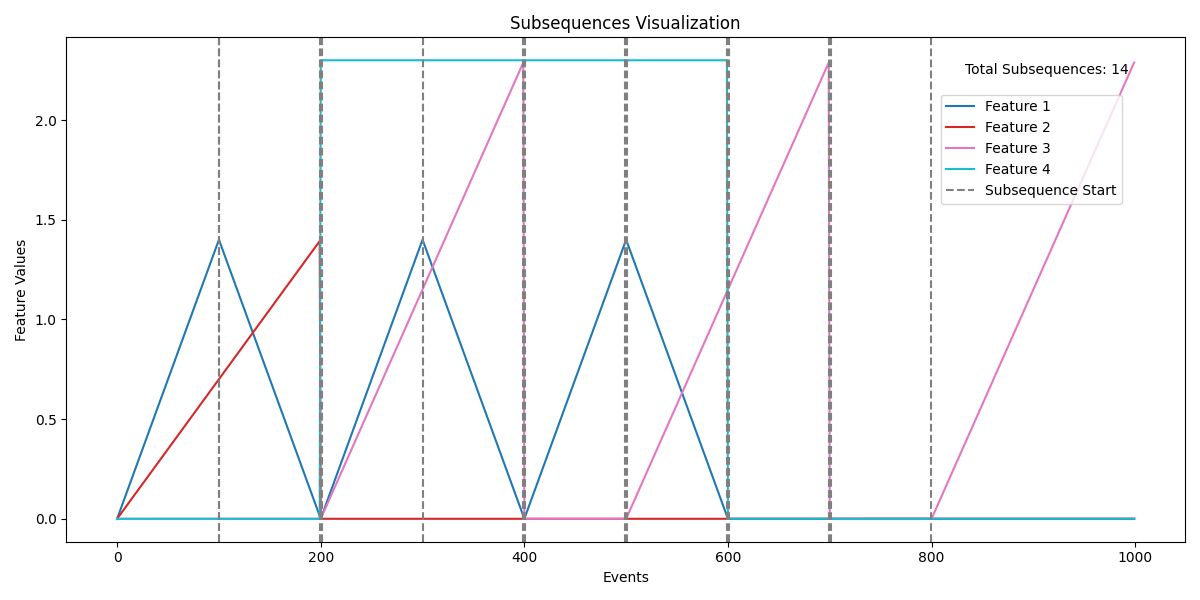 Subsequences Visualization
Total Subsequences: 14
Feature 1
Feature 2
Feature 3
Feature 4
Subsequence Start
Feature Values
2.0
1.5
1.0
0.5
0.0
0
200
400
600
800
1000
Events